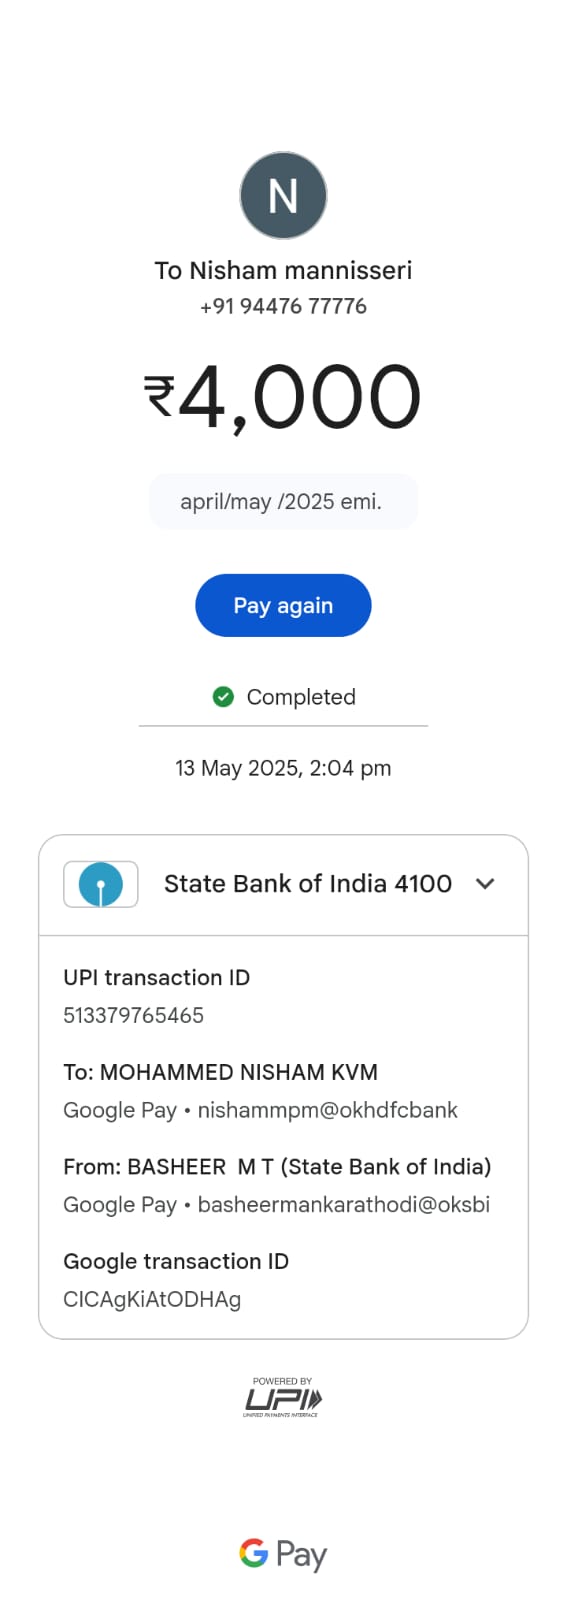 N
To Nisham mannisseri
+91 94476 77776
₹4,000
april/may /2025 emi.
Pay again
Completed
13 May 2025, 2:04 pm
State Bank of India 4100
UPI transaction ID
513379765465
To: MOHAMMED NISHAM KVM
Google Pay • nishammpm@okhdfcbank
From: BASHEER  M T (State Bank of India)
Google Pay • basheermankarathodi@oksbi
Google transaction ID
CICAgKiAtODHAg
POWERED BY
UPI
UNIFIED PAYMENTS INTERFACE
G Pay